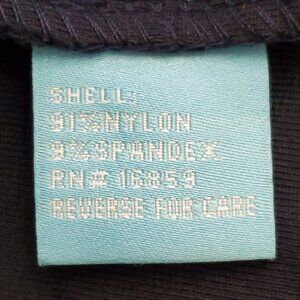 SHELL:
91%NYLON
9%SPANDEX
RN# 16859
REVERSE FOR CARE